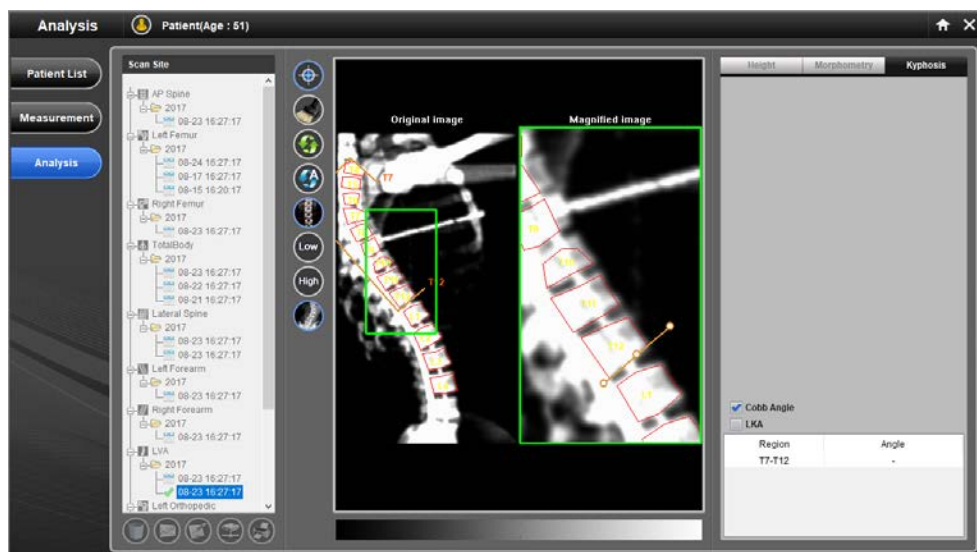 Analysis
Patient(Age : 51)
Patient List
Measurement
Analysis
Scan Site
AP Spine
2017
08-23 16:27:17
Left Femur
2017
08-24 16:27:17
08-17 16:27:17
08-15 16:20:17
Right Femur
2017
08-23 16:27:17
TotalBody
2017
08-23 16:27:17
08-22 16:27:17
08-21 16:27:17
Lateral Spine
2017
08-23 16:27:17
08-23 16:27:17
Left Forearm
2017
08-23 16:27:17
Right Forearm
2017
08-23 16:27:17
LVA
2017
08-23 16:27:17
08-23 16:27:17
Left Orthopedic
A
Low
High
Original image
T7
T12
L1
Magnified image
T9
T10
T11
T12
L1
Height
Morphometry
Kyphosis
Cobb Angle
LKA
Region Angle
T7-T12 -